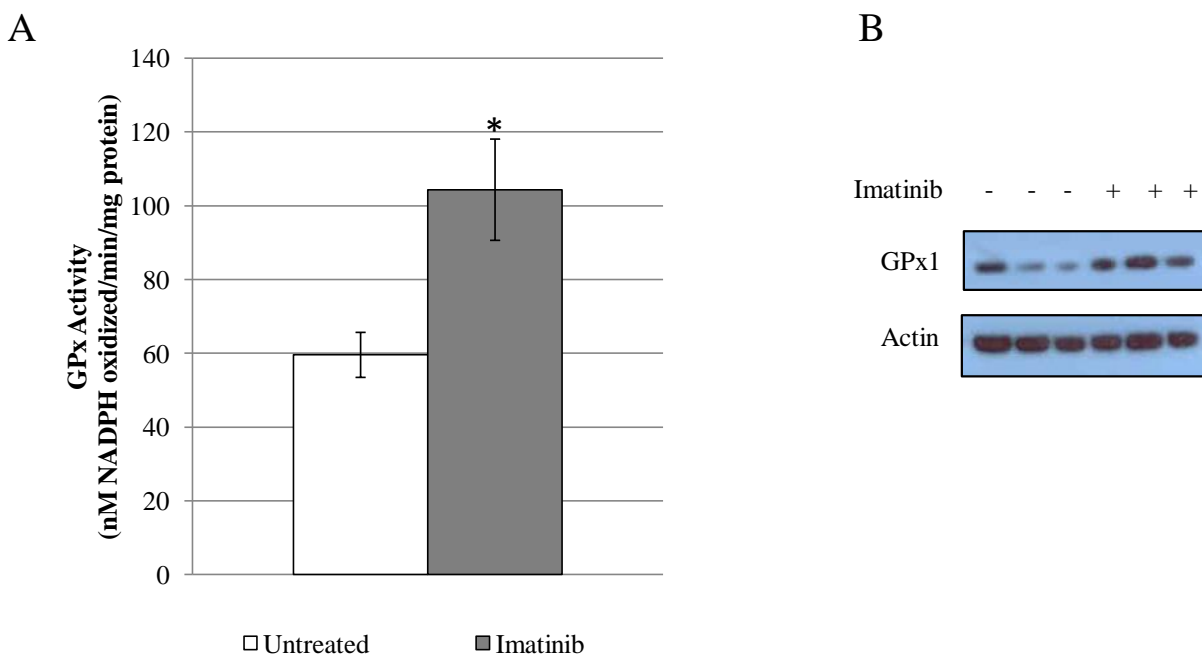 A
GPx Activity
(nM NADPH oxidized/min/mg protein)
140
120
100
80
60
40
20
0
*
Untreated
Imatinib
B
Imatinib - - - + + +
GPx1
Actin